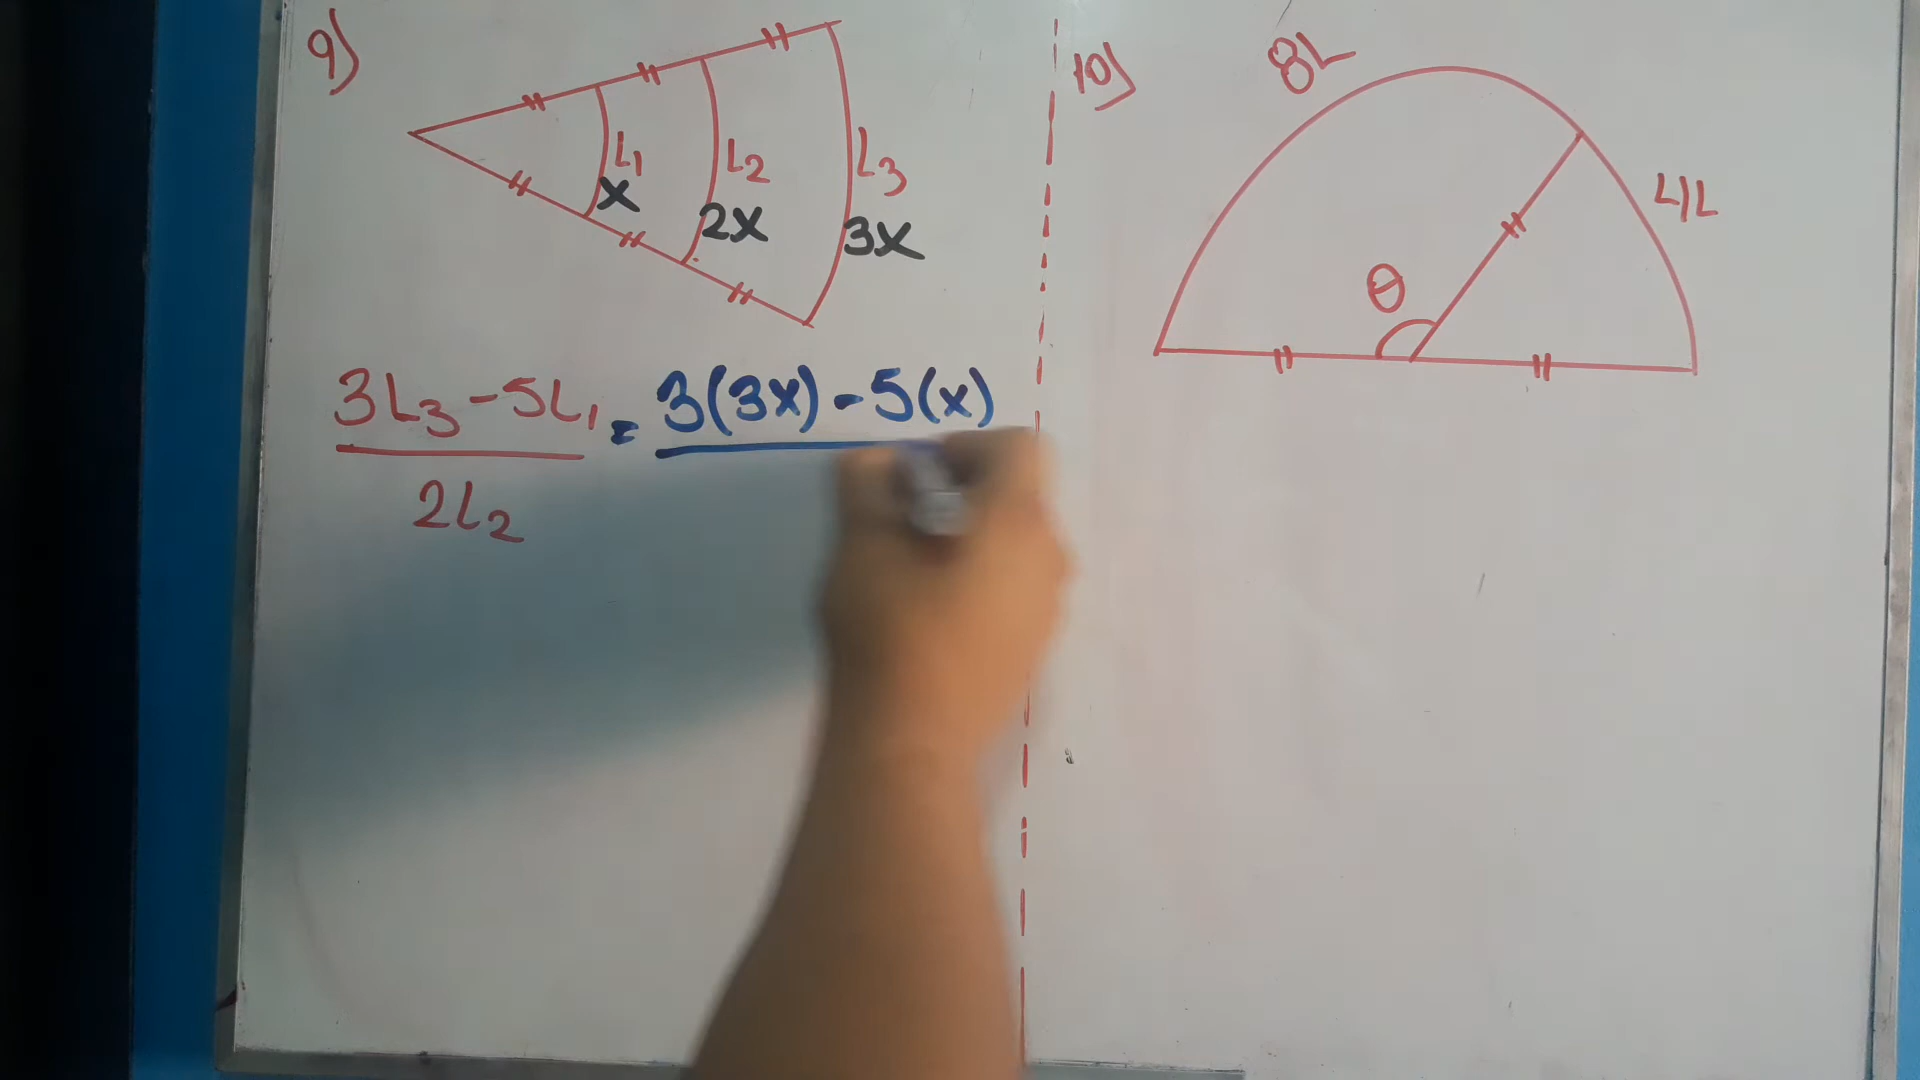 9)
L₁ L₂ L₃
x 2x 3x
3L₃ - 5L₁ = 3(3x) - 5(x)
2L₂
10)
8L
4L
θ